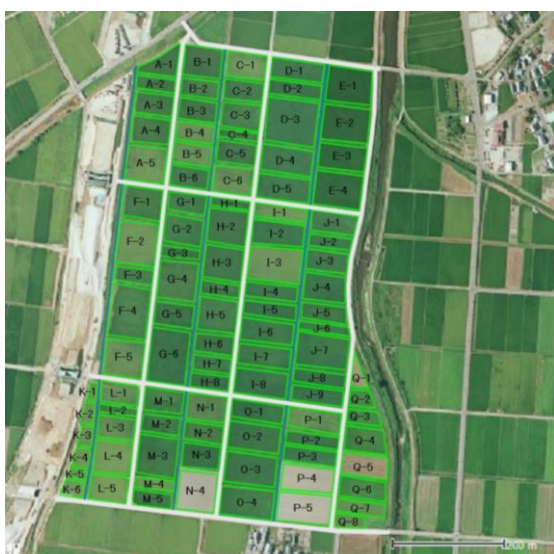 A-1
A-2
A-3
A-4
A-5
B-1
B-2
B-3
B-4
B-5
B-6
C-1
C-2
C-3
C-4
C-5
C-6
D-1
D-2
D-3
D-4
D-5
E-1
E-2
E-3
E-4
F-1
F-2
F-3
F-4
F-5
G-1
G-2
G-3
G-4
G-5
G-6
H-1
H-2
H-3
H-4
H-5
H-6
H-7
H-8
I-1
I-2
I-3
I-4
I-5
I-6
I-7
I-8
J-1
J-2
J-3
J-4
J-5
J-6
J-7
J-8
J-9
K-1
K-2
K-3
K-4
K-5
K-6
L-1
L-2
L-3
L-4
L-5
M-1
M-2
M-3
M-4
M-5
N-1
N-2
N-3
N-4
O-1
O-2
O-3
O-4
P-1
P-2
P-3
P-4
P-5
Q-1
Q-2
Q-3
Q-4
Q-5
Q-6
Q-7
Q-8